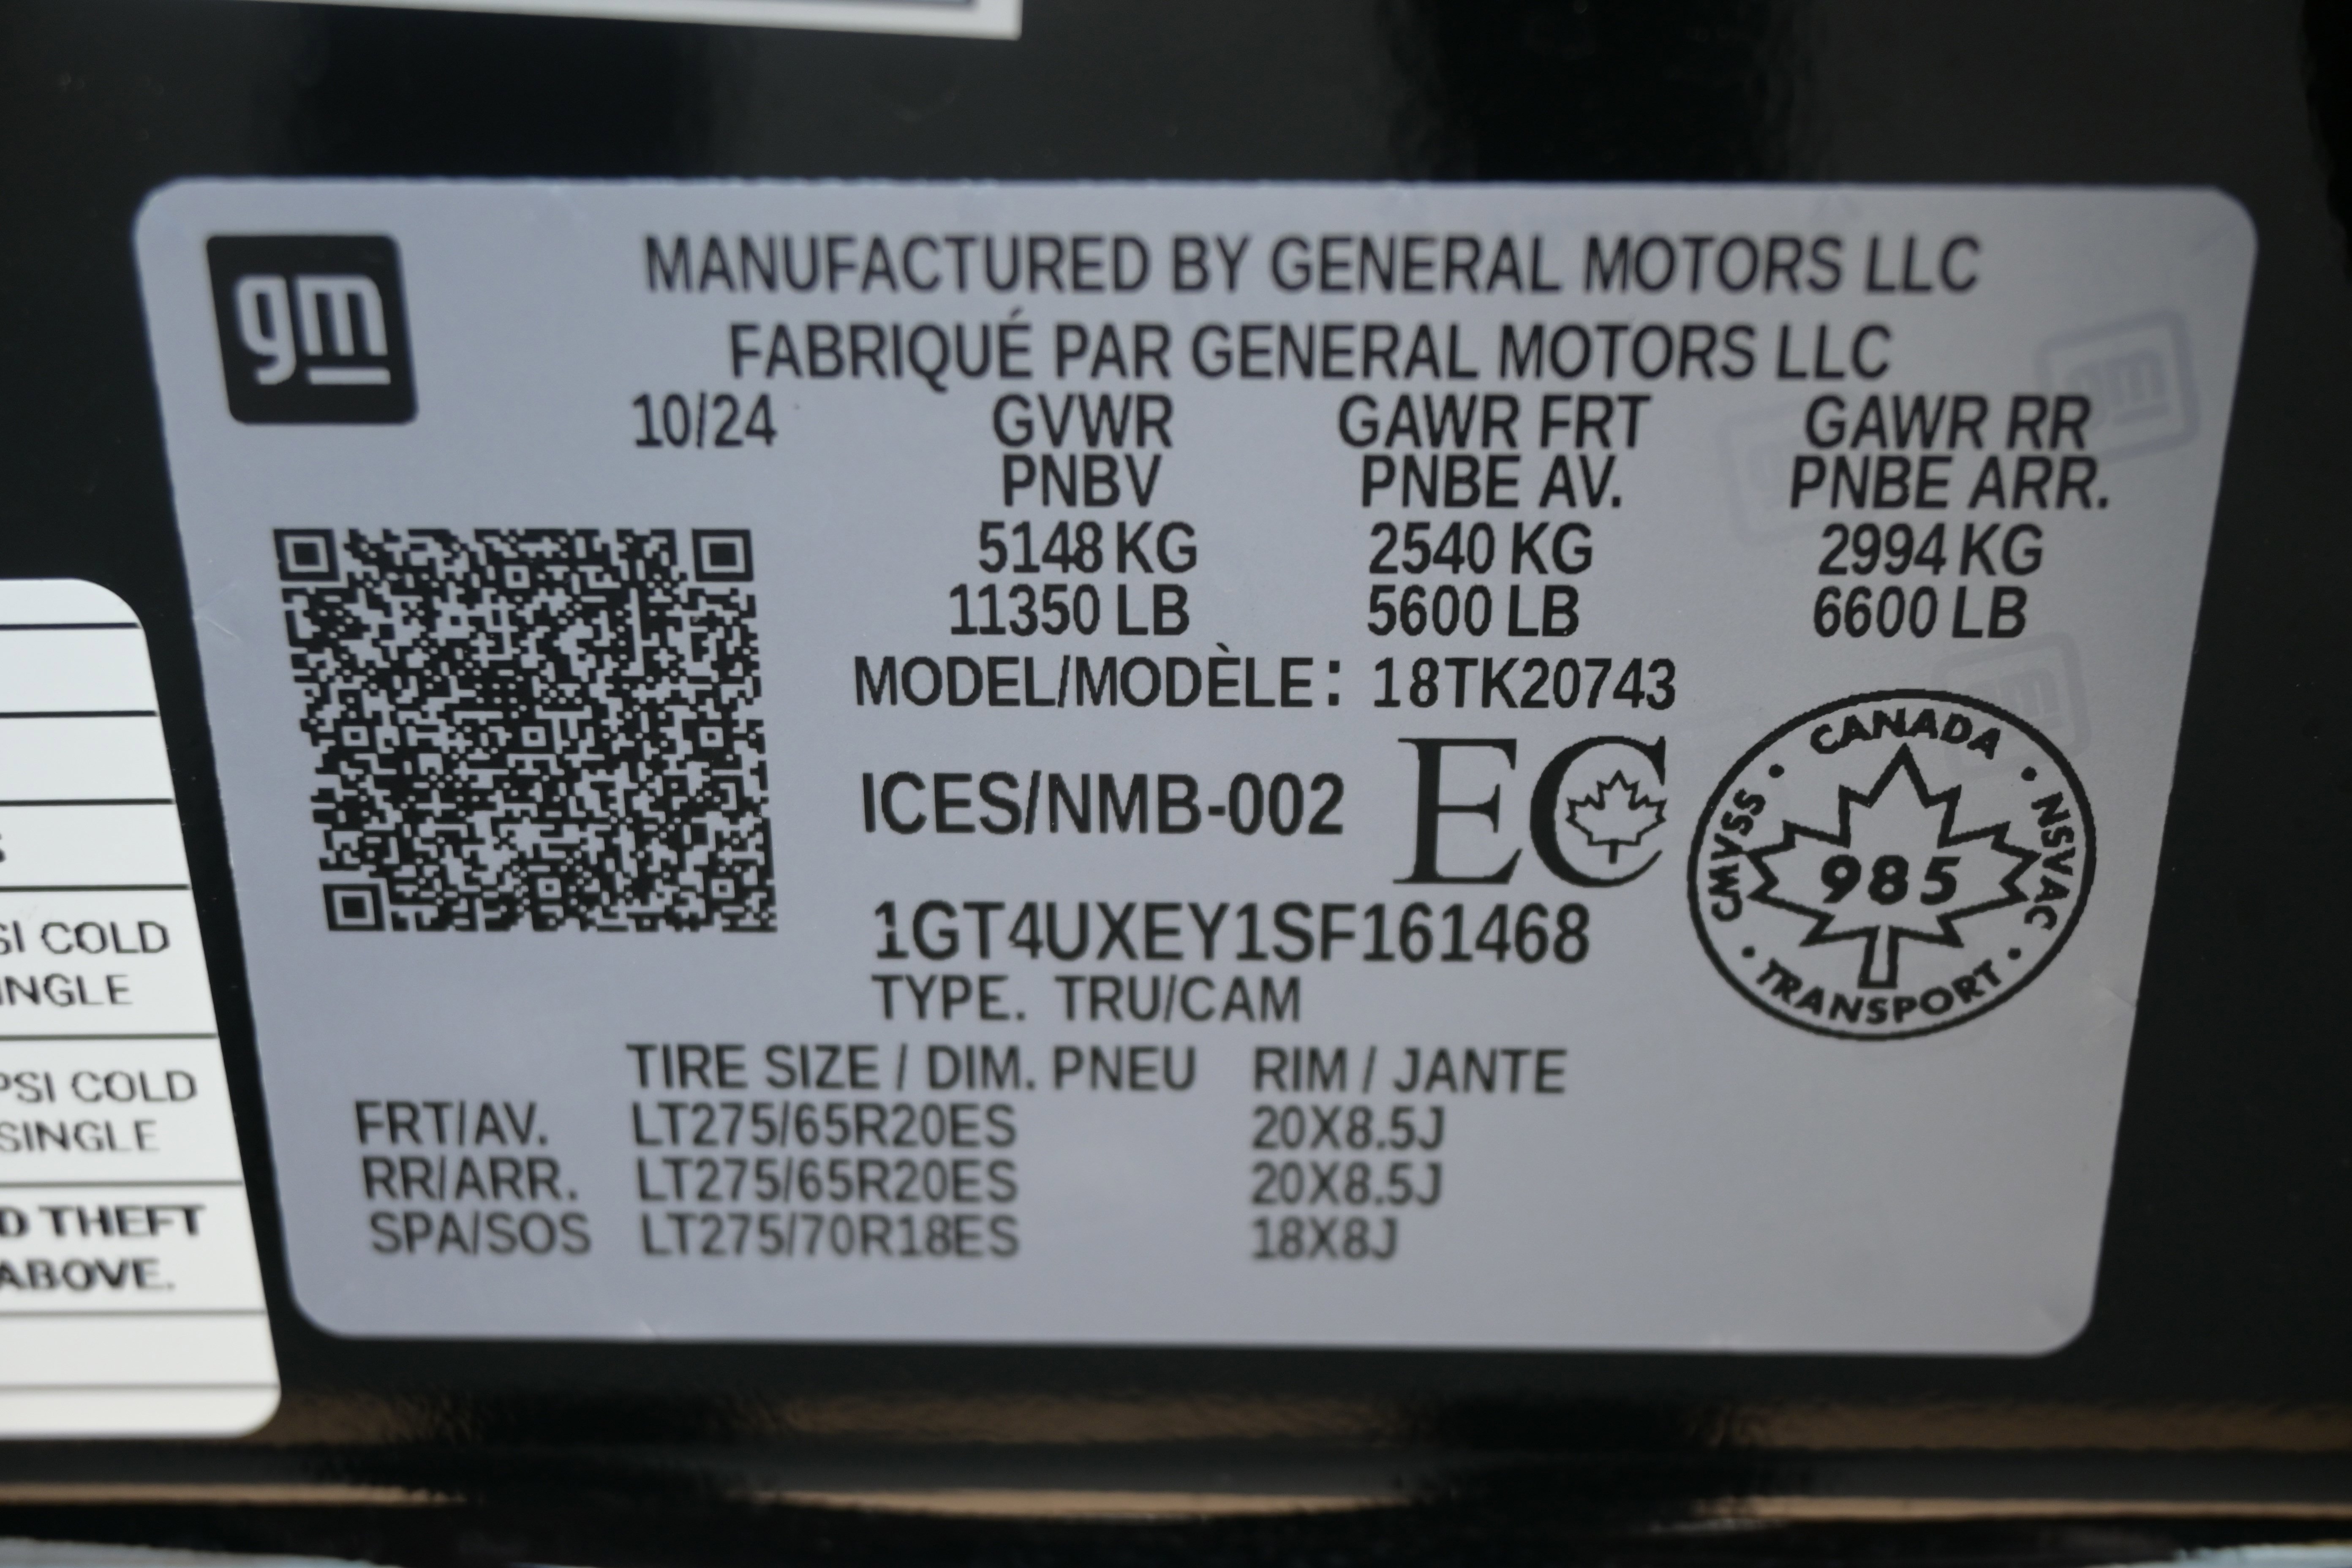 gm
MANUFACTURED BY GENERAL MOTORS LLC
FABRIQUÉ PAR GENERAL MOTORS LLC
10/24 GVWR GAWR FRT GAWR RR
PNBV PNBE AV. PNBE ARR.
5148 KG 2540 KG 2994 KG
11350 LB 5600 LB 6600 LB
MODEL/MODÈLE: 18TK20743
ICES/NMB-002 EC
CANADA • NSVAC • TRANSPORT • CMVSS •
985
1GT4UXEY1SF161468
TYPE. TRU/CAM
TIRE SIZE / DIM. PNEU RIM / JANTE
FRT/AV. LT275/65R20ES 20X8.5J
RR/ARR. LT275/65R20ES 20X8.5J
SPA/SOS LT275/70R18ES 18X8J
COLD
COLD
SINGLE
THEFT
ABOVE.